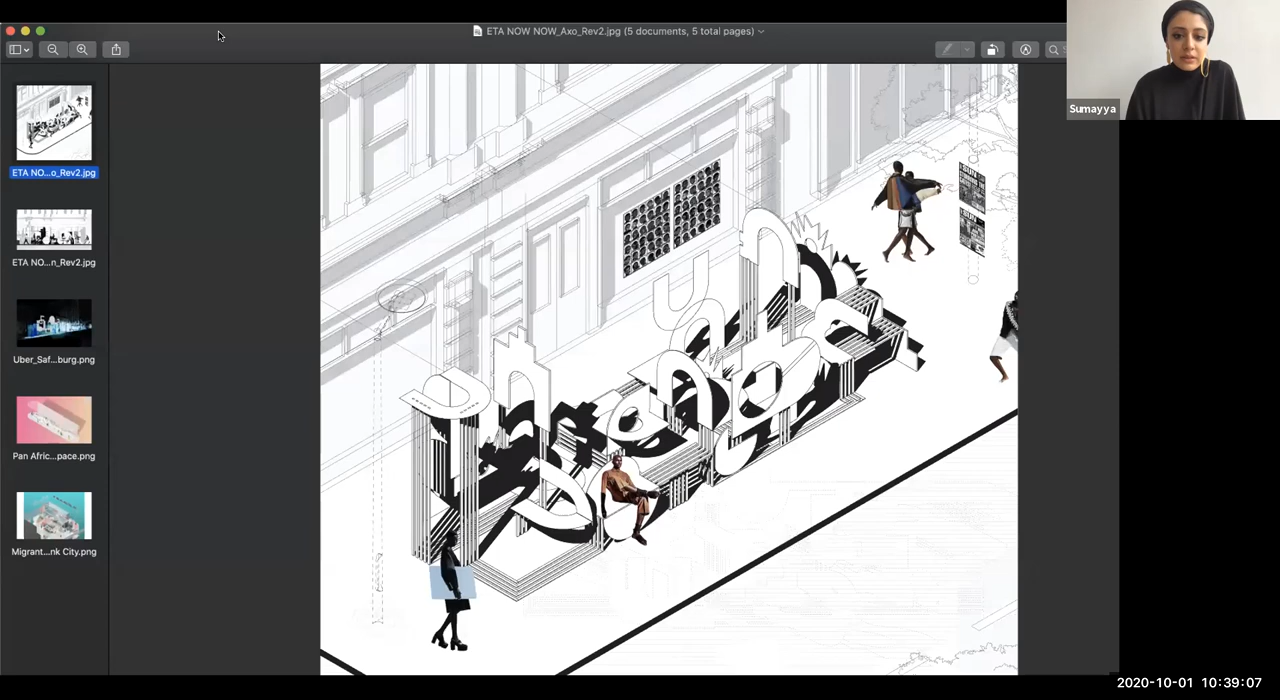 ETA NOW NOW_Axo_Rev2.jpg (5 documents, 5 total pages)
Sumayya
ETA NO...o_Rev2.jpg
ETA NO...n_Rev2.jpg
Uber_Saf...burg.png
Pan Afric...pace.png
Migrant...nk City.png
2020-10-01 10:39:07